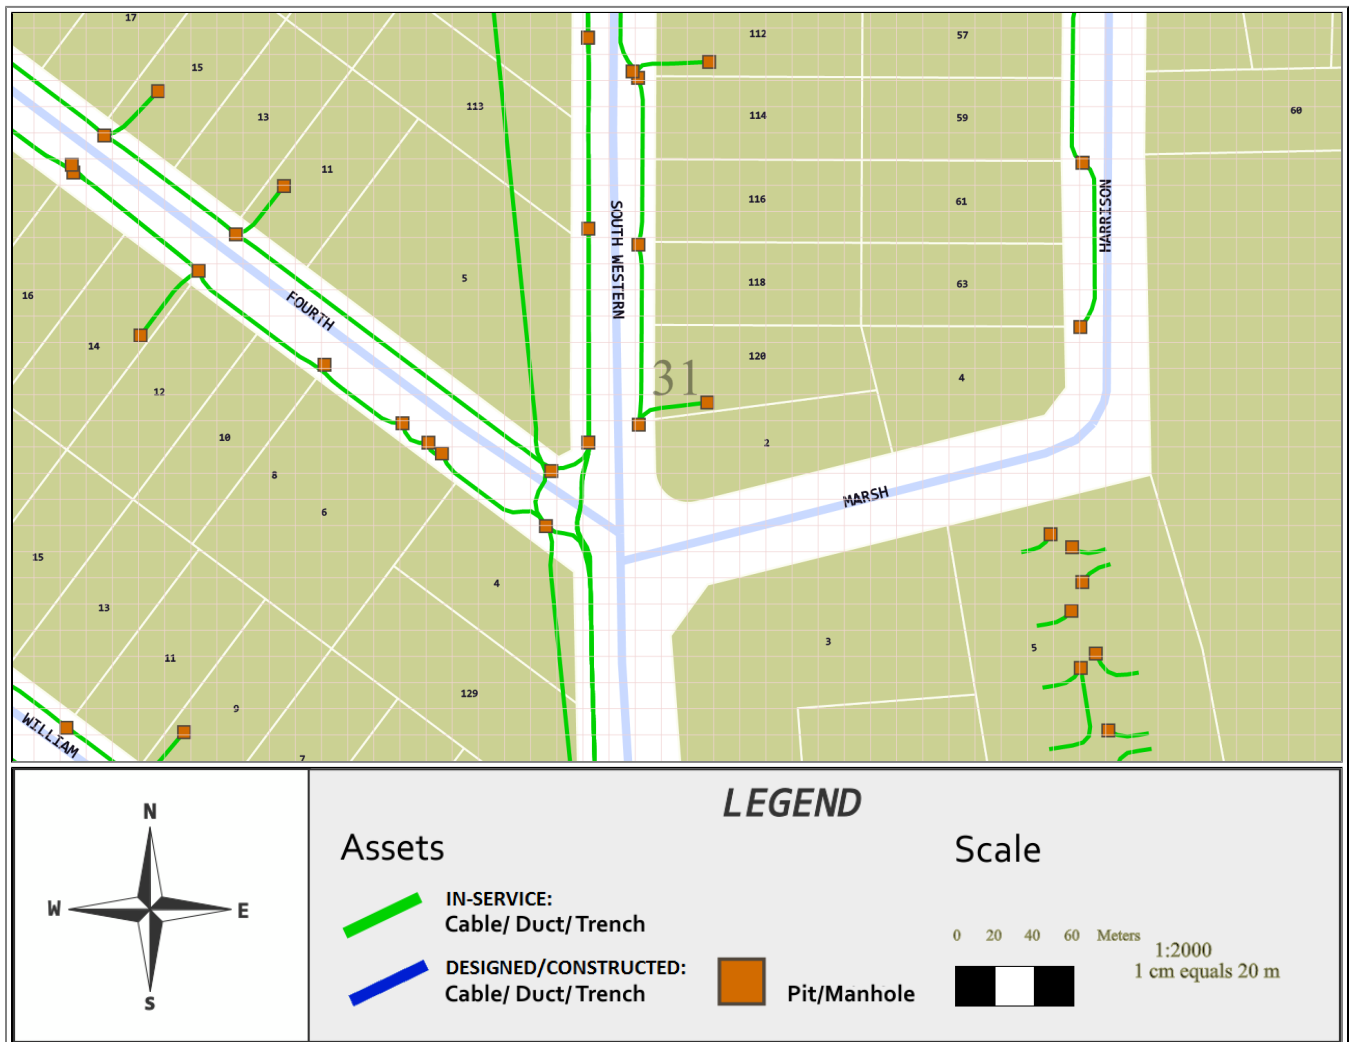 17
112
57
15
113
60
13
114
59
11
116
61
SOUTH WESTERN
HARRISON
5
118
63
16
FOURTH
14
120
31
4
12
10
2
8
MARSH
6
15
4
13
3
5
11
129
9
WILLIAM
7
LEGEND
N
W E
S
Assets
Scale
IN-SERVICE:
Cable/ Duct/ Trench
DESIGNED/CONSTRUCTED:
Cable/ Duct/ Trench
Pit/Manhole
0 20 40 60 Meters
1:2000
1 cm equals 20 m